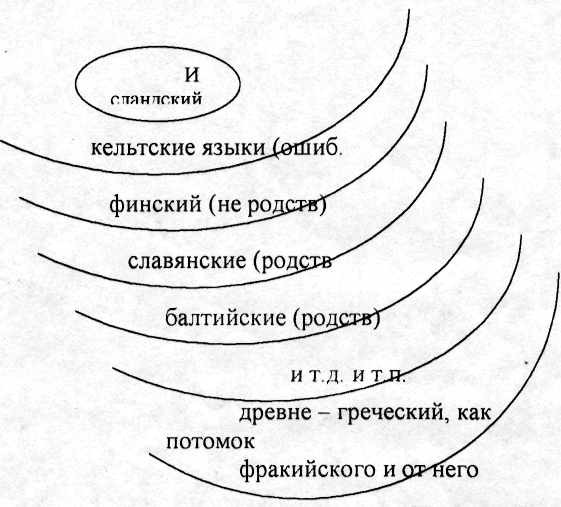 И
сландский
кельтские языки (ошиб.
финский (не родств)
славянские (родств
балтийские (родств)
и т.д. и т.п.
древне – греческий, как
потомок
фракийского и от него